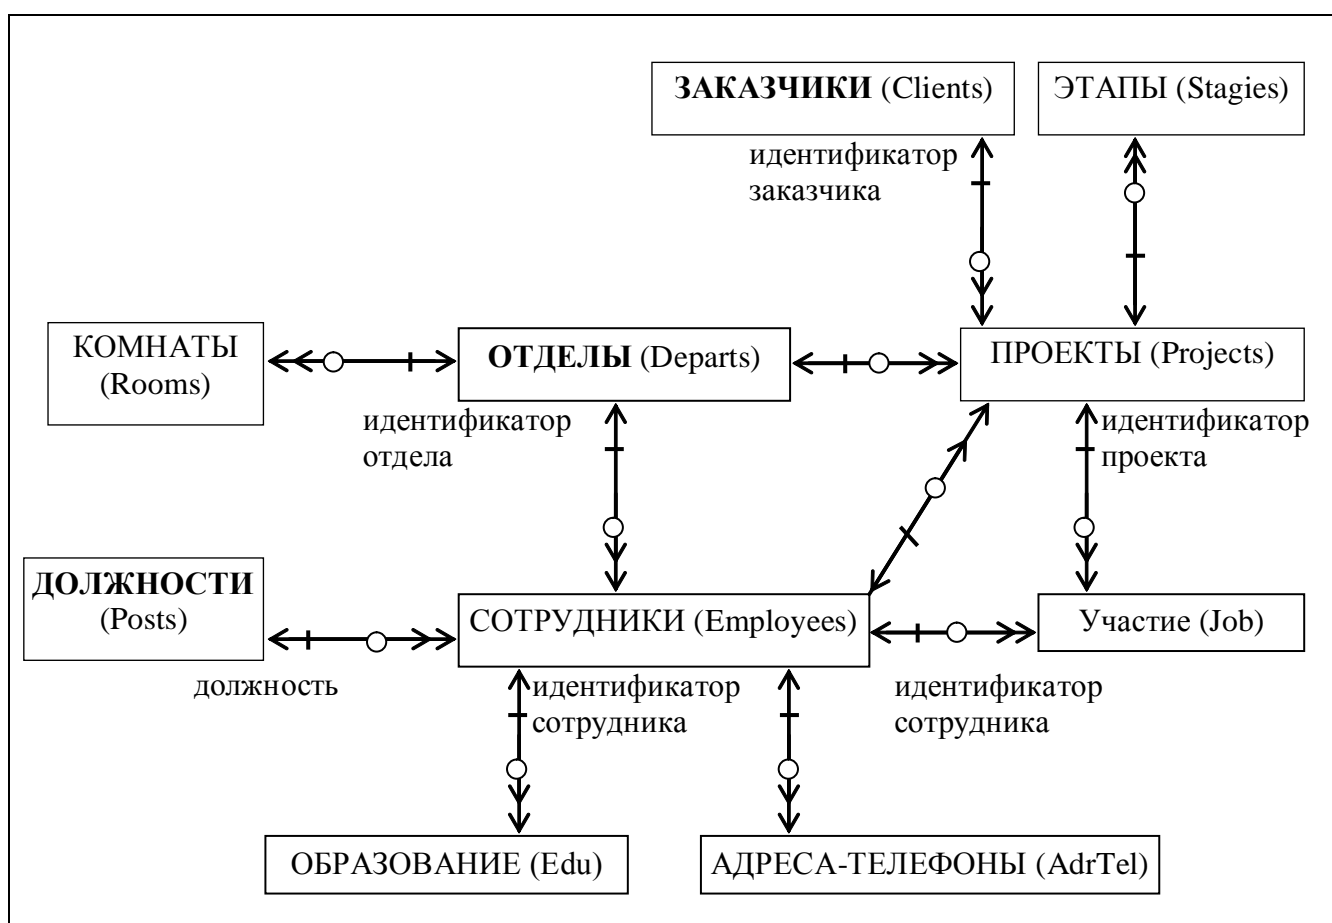 ЗАКАЗЧИКИ (Clients)
ЭТАПЫ (Stagies)
идентификатор
заказчика
КОМНАТЫ
(Rooms)
ОТДЕЛЫ (Departs)
ПРОЕКТЫ (Projects)
идентификатор
отдела
идентификатор
проекта
ДОЛЖНОСТИ
(Posts)
СОТРУДНИКИ (Employees)
Участие (Job)
должность
идентификатор
сотрудника
идентификатор
сотрудника
ОБРАЗОВАНИЕ (Edu)
АДРЕСА-ТЕЛЕФОНЫ (AdrTel)